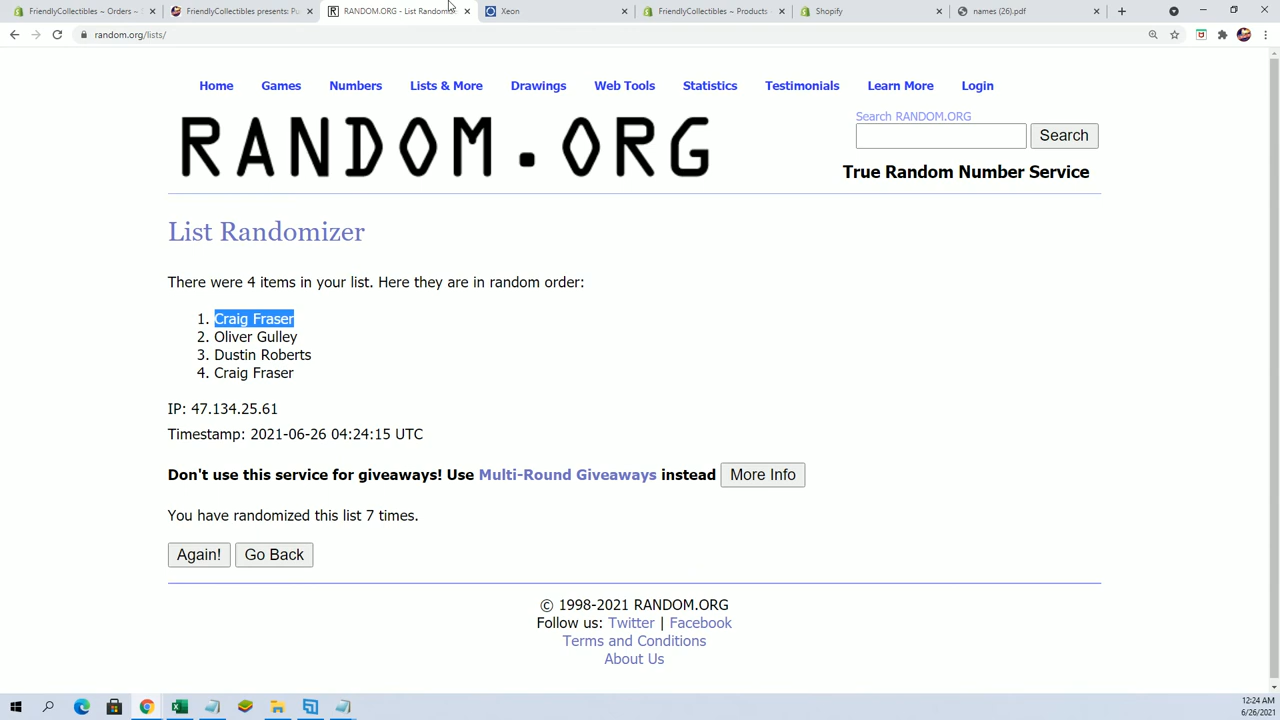 FriendlyCollectibles ~ Orders ~
FriendlyCollectibles presents: Pu
RANDOM.ORG - List Randomi
Xeon
FriendlyCollectibles ~ Products
Shopify
names (26).pdf
random.org/lists/
Home
Games
Numbers
Lists & More
Drawings
Web Tools
Statistics
Testimonials
Learn More
Login
RANDOM.ORG
Search RANDOM.ORG
Search
True Random Number Service
List Randomizer
There were 4 items in your list. Here they are in random order:
1. Craig Fraser
2. Oliver Gulley
3. Dustin Roberts
4. Craig Fraser
IP: 47.134.25.61
Timestamp: 2021-06-26 04:24:15 UTC
Don't use this service for giveaways! Use Multi-Round Giveaways instead More Info
You have randomized this list 7 times.
Again! Go Back
© 1998-2021 RANDOM.ORG
Follow us: Twitter | Facebook
Terms and Conditions
About Us
12:24 AM
6/26/2021